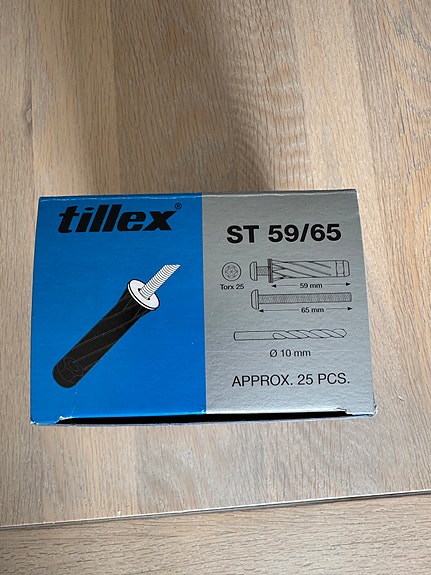 tillex®
ST 59/65
Torx 25
59 mm
65 mm
Ø 10 mm
APPROX. 25 PCS.